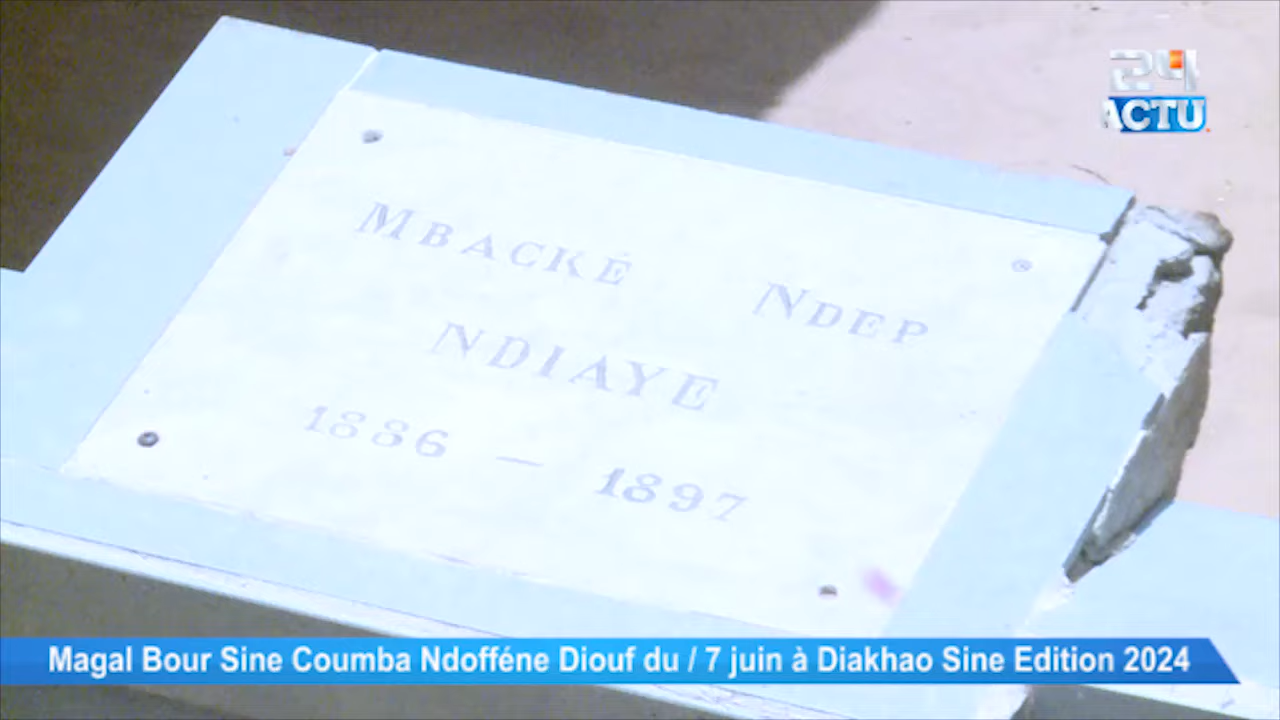 24
ACTU
MBACKÉ NDEP
NDIAYE
1886 — 1897
Magal Bour Sine Coumba Ndofféne Diouf du / 7 juin à Diakhao Sine Edition 2024